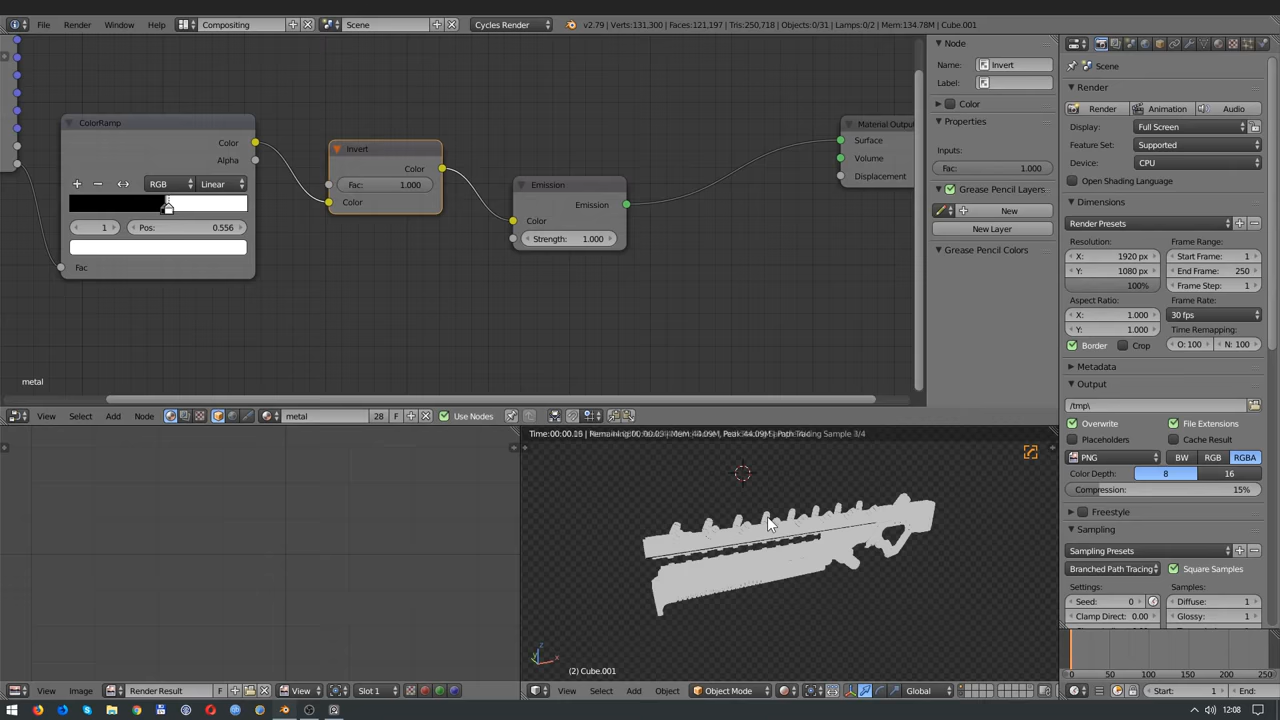 File Render Window Help Compositing Scene Cycles Render v2.79 | Verts:131,300 | Faces:121,197 | Tris:250,718 | Objects:0/31 | Lamps:0/2 | Mem:134.78M | Cube.001
ColorRamp
Color
Alpha
RGB Linear
1 Pos: 0.556
Fac
Invert
Color
Fac: 1.000
Color
Emission
Emission
Color
Strength: 1.000
Material Output
Surface
Volume
Displacement
metal
Node
Name: Invert
Label:
Color
Properties
Inputs:
Fac: 1.000
Grease Pencil Layers
New
New Layer
Grease Pencil Colors
Scene
Render
Render Animation Audio
Display: Full Screen
Feature Set: Supported
Device: CPU
Open Shading Language
Dimensions
Render Presets
Resolution: Frame Range:
X: 1920 px Start Frame: 1
Y: 1080 px End Frame: 250
100% Frame Step: 1
Aspect Ratio: Frame Rate:
X: 1.000 30 fps
Y: 1.000 Time Remapping:
Border Crop O: 100 N: 100
Metadata
Output
/tmp\
Overwrite File Extensions
Placeholders Cache Result
PNG BW RGB RGBA
Color Depth: 8 16
Compression: 15%
Freestyle
Sampling
Sampling Presets
Branched Path Tracing Square Samples
Settings: Samples:
Seed: 0 Diffuse: 1
Clamp Direct: 0.00 Glossy: 1
View Select Add Node metal 28 F Use Nodes
Path Tracing Sample 3/4
(2) Cube.001
View Image Render Result F View Slot 1
View Select Add Object Object Mode Global
0 50 100 150 200 250
Start: 1
12:08